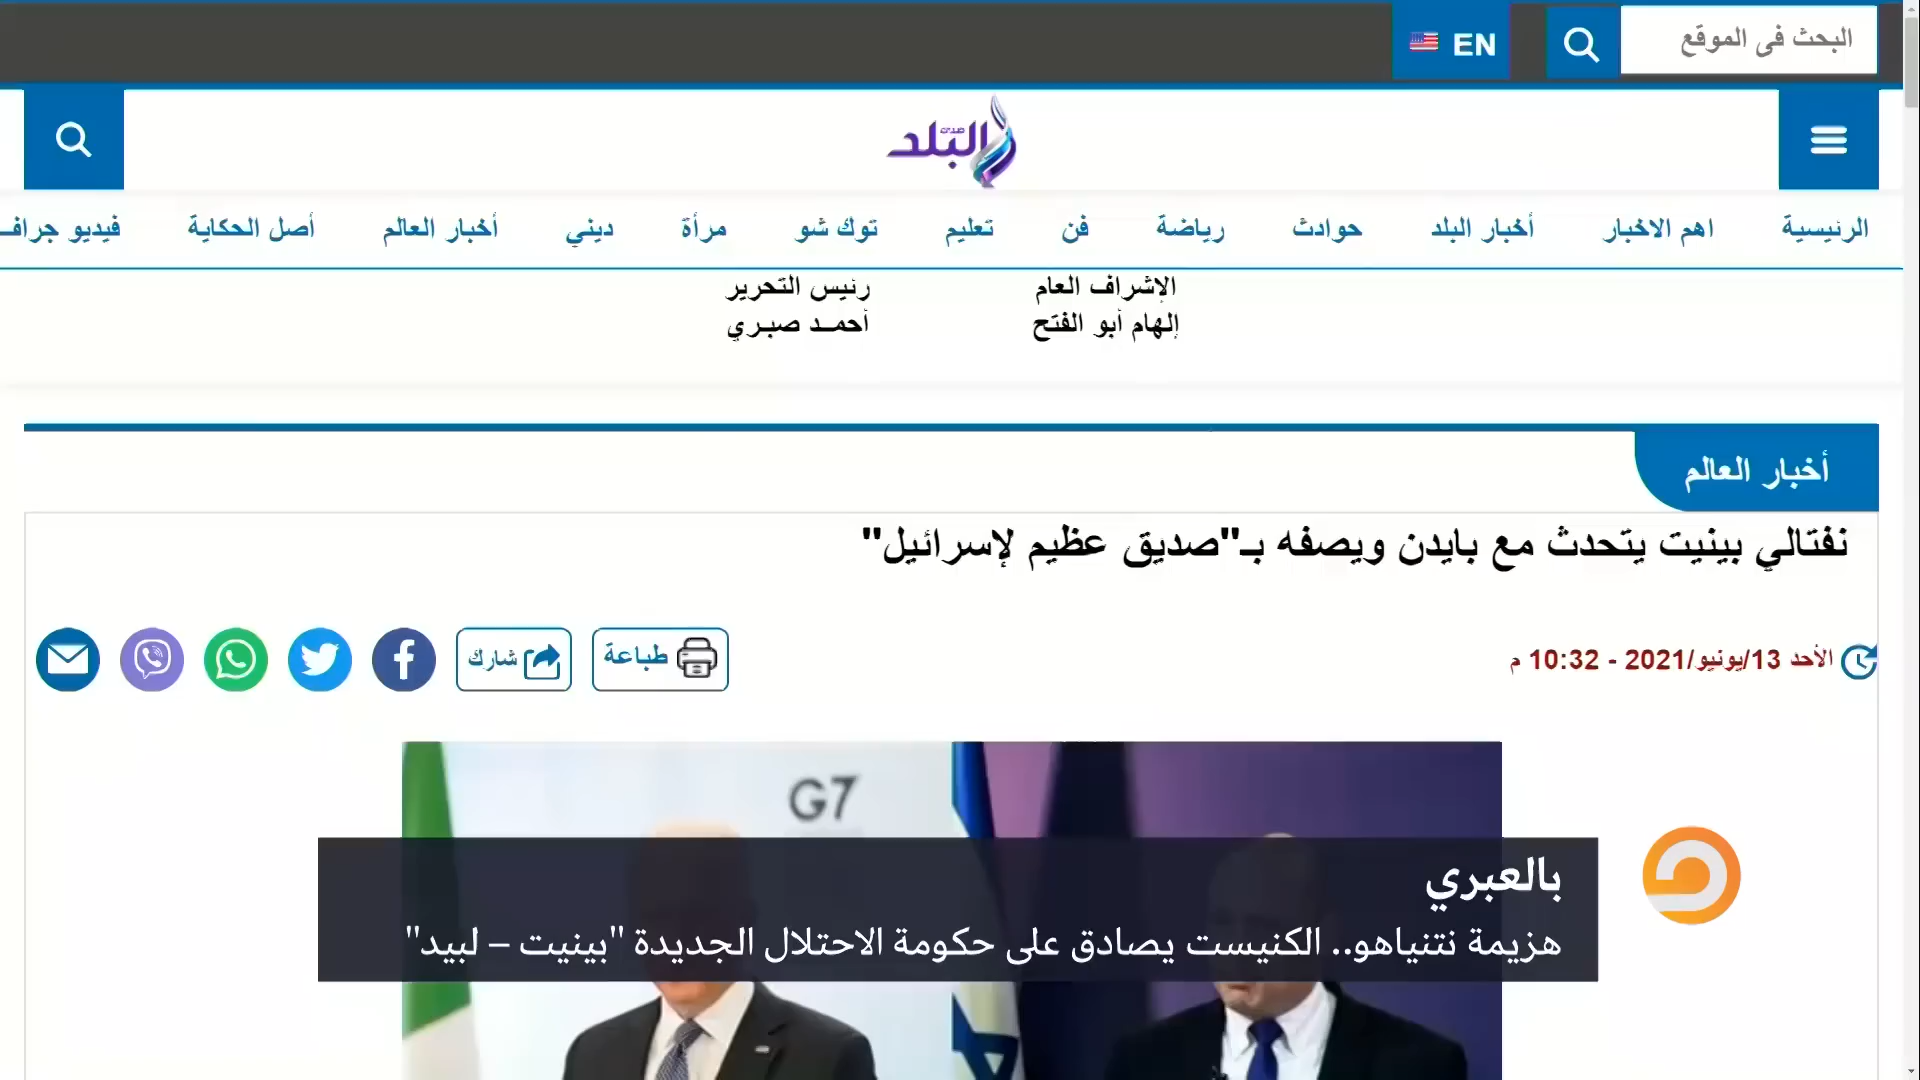 البحث فى الموقع
EN
صدى البلد
الرئيسية
اهم الاخبار
أخبار البلد
حوادث
رياضة
فن
تعليم
توك شو
مرأة
ديني
أخبار العالم
أصل الحكاية
فيديو جراف
الإشراف العام
إلهام أبو الفتح
رئيس التحرير
أحمـد صبـري
أخبار العالم
نفتالي بينيت يتحدث مع بايدن ويصفه بـ"صديق عظيم لإسرائيل"
الأحد 13/يونيو/2021 - 10:32 م
طباعة
شارك
G7
بالعبري
هزيمة نتنياهو.. الكنيست يصادق على حكومة الاحتلال الجديدة "بينيت – لبيد"